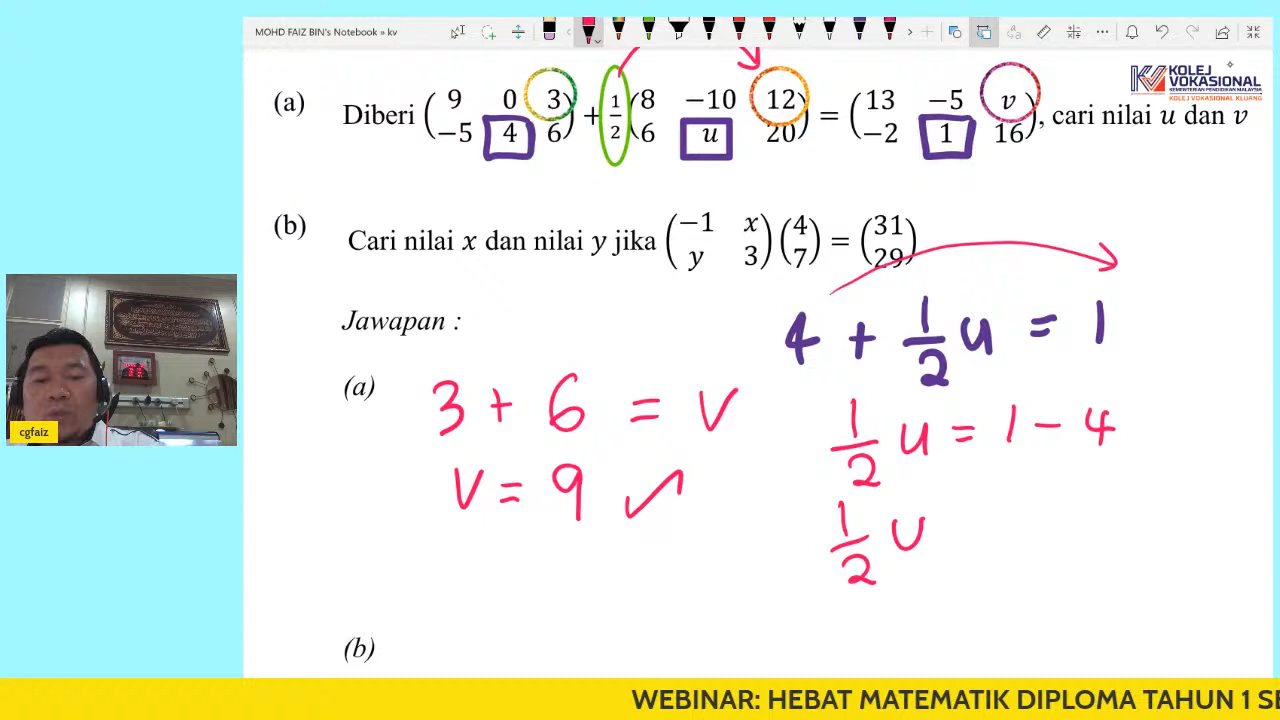 MOHD FAIZ BIN's Notebook » kv
KOLEJ
VOKASIONAL
KEMENTERIAN PENDIDIKAN MALAYSIA
KOLEJ VOKASIONAL KLUANG
(a) Diberi (9 0 3 / −5 4 6) + 1/2 (8 −10 12 / 6 u 20) = (13 −5 v / −2 1 16), cari nilai u dan v
(b) Cari nilai x dan nilai y jika (−1 x / y 3)(4 / 7) = (31 / 29)
Jawapan :
4 + 1/2 u = 1
(a) 3 + 6 = v
1/2 u = 1 − 4
v = 9 ✓
1/2 u
(b)
cgfaiz
WEBINAR: HEBAT MATEMATIK DIPLOMA TAHUN 1 SE